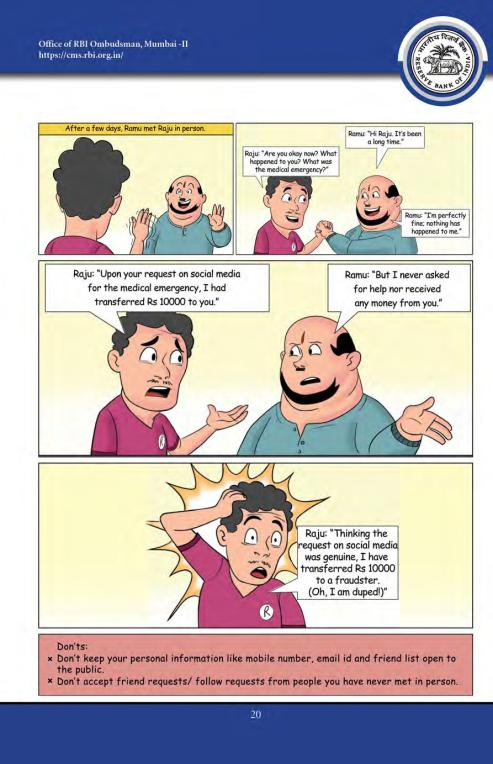 Office of RBI Ombudsman, Mumbai -II
https://cms.rbi.org.in/
भारतीय रिज़र्व बैंक
RESERVE BANK OF INDIA
After a few days, Ramu met Raju in person.
Raju: "Are you okay now? What
happened to you? What was
the medical emergency?"
Ramu: "Hi Raju. It's been
a long time."
Ramu: "I'm perfectly
fine; nothing has
happened to me."
Raju: "Upon your request on social media
for the medical emergency, I had
transferred Rs 10000 to you."
Ramu: "But I never asked
for help nor received
any money from you."
R
Raju: "Thinking the
request on social media
was genuine, I have
transferred Rs 10000
to a fraudster.
(Oh, I am duped!)"
R
Don'ts:
× Don't keep your personal information like mobile number, email id and friend list open to
the public.
× Don't accept friend requests/ follow requests from people you have never met in person.
20